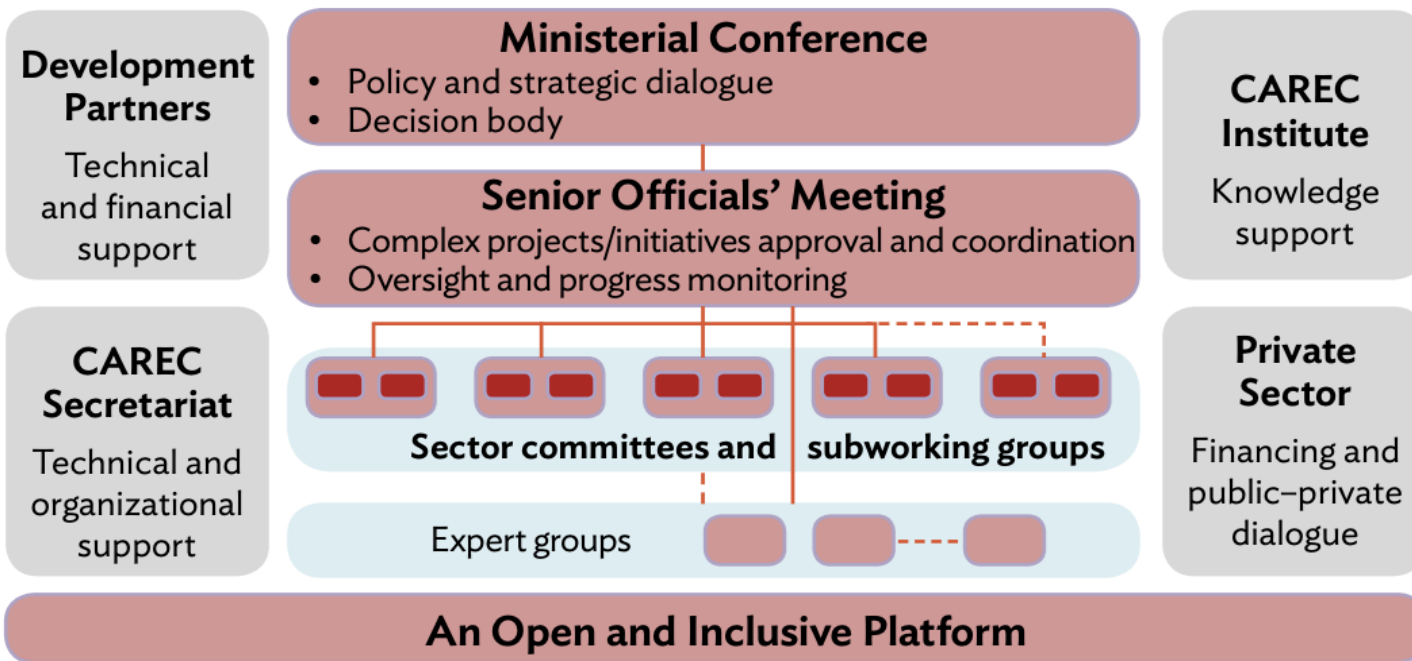 Development
Partners
Technical
and financial
support
CAREC
Secretariat
Technical and
organizational
support
Ministerial Conference
• Policy and strategic dialogue
• Decision body
Senior Officials’ Meeting
• Complex projects/initiatives approval and coordination
• Oversight and progress monitoring
Sector committees and subworking groups
Expert groups
CAREC
Institute
Knowledge
support
Private
Sector
Financing and
public–private
dialogue
An Open and Inclusive Platform